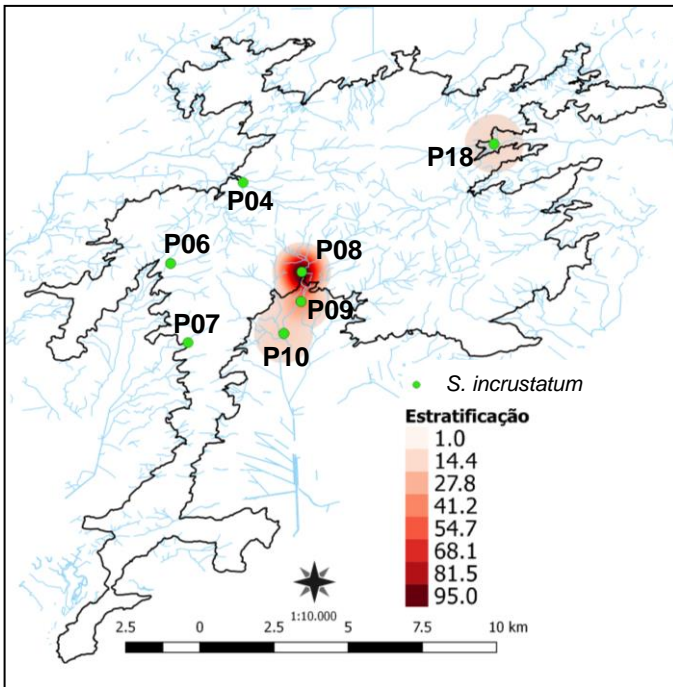 P18
P04
P06
P08
P09
P07
P10
S. incrustatum
Estratificação
1.0
14.4
27.8
41.2
54.7
68.1
81.5
95.0
1:10.000
2.5 0 2.5 5 7.5 10 km